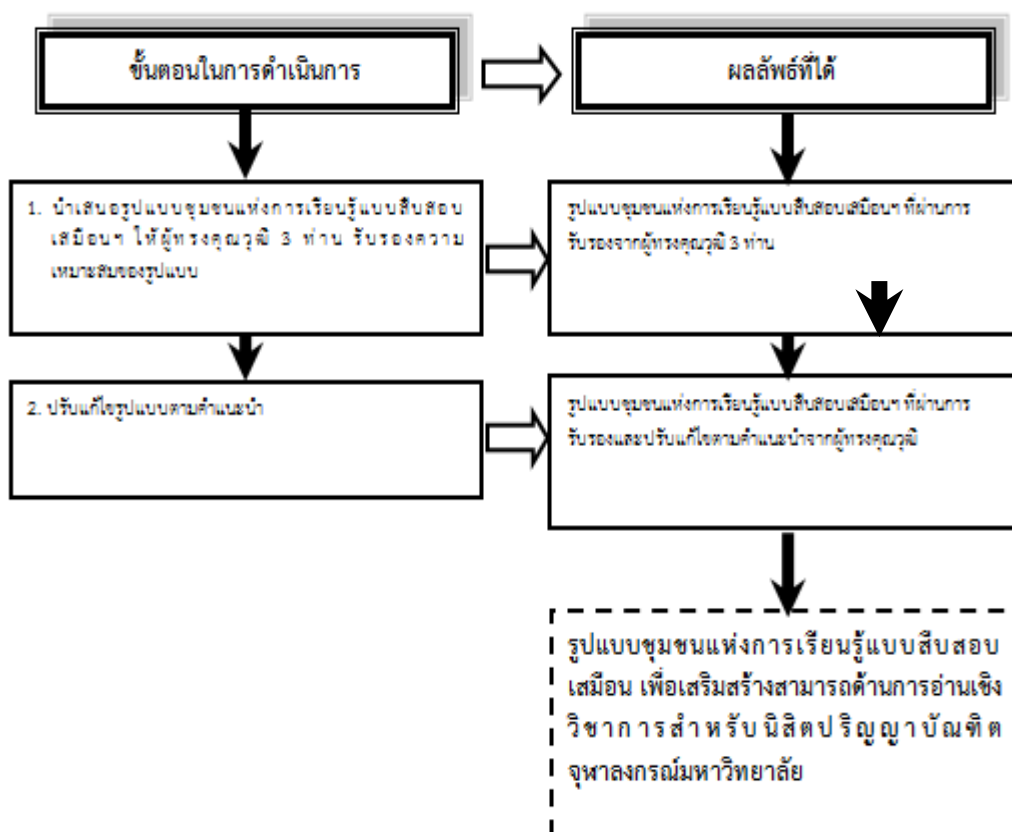 ขั้นตอนในการดำเนินการ
ผลลัพธ์ที่ได้
1. นำเสนอรูปแบบชุมชนแห่งการเรียนรู้แบบสืบสอบ
เสมือนฯ ให้ผู้ทรงคุณวุฒิ 3 ท่าน รับรองความ
เหมาะสมของรูปแบบ
รูปแบบชุมชนแห่งการเรียนรู้แบบสืบสอบเสมือนฯ ที่ผ่านการ
รับรองจากผู้ทรงคุณวุฒิ 3 ท่าน
2. ปรับแก้ไขรูปแบบตามคำแนะนำ
รูปแบบชุมชนแห่งการเรียนรู้แบบสืบสอบเสมือนฯ ที่ผ่านการ
รับรองและปรับแก้ไขตามคำแนะนำจากผู้ทรงคุณวุฒิ
รูปแบบชุมชนแห่งการเรียนรู้แบบสืบสอบ
เสมือน เพื่อเสริมสร้างสามารถด้านการอ่านเชิง
วิชาการสำหรับนิสิตปริญญาบัณฑิต
จุฬาลงกรณ์มหาวิทยาลัย